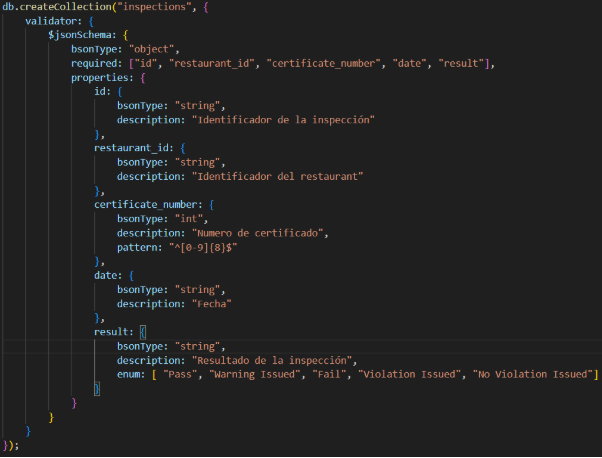 db.createCollection("inspections", {
    validator: {
        $jsonSchema: {
            bsonType: "object",
            required: ["id", "restaurant_id", "certificate_number", "date", "result"],
            properties: {
                id: {
                    bsonType: "string",
                    description: "Identificador de la inspección"
                },
                restaurant_id: {
                    bsonType: "string",
                    description: "Identificador del restaurant"
                },
                certificate_number: {
                    bsonType: "int",
                    description: "Numero de certificado",
                    pattern: "^[0-9]{8}$"
                },
                date: {
                    bsonType: "string",
                    description: "Fecha"
                },
                result: {
                    bsonType: "string",
                    description: "Resultado de la inspección",
                    enum: [ "Pass", "Warning Issued", "Fail", "Violation Issued", "No Violation Issued"]
                }
            }
        }
    }
});